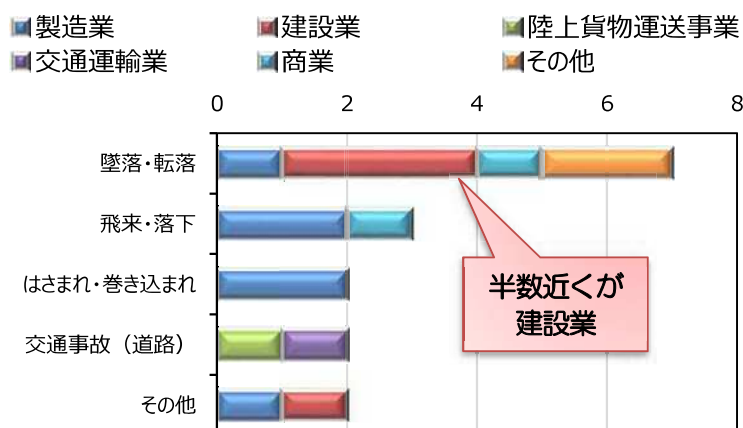 製造業 建設業 陸上貨物運送事業
交通運輸業 商業 その他
0 2 4 6 8
墜落・転落
飛来・落下
はさまれ・巻き込まれ
半数近くが
建設業
交通事故（道路）
その他